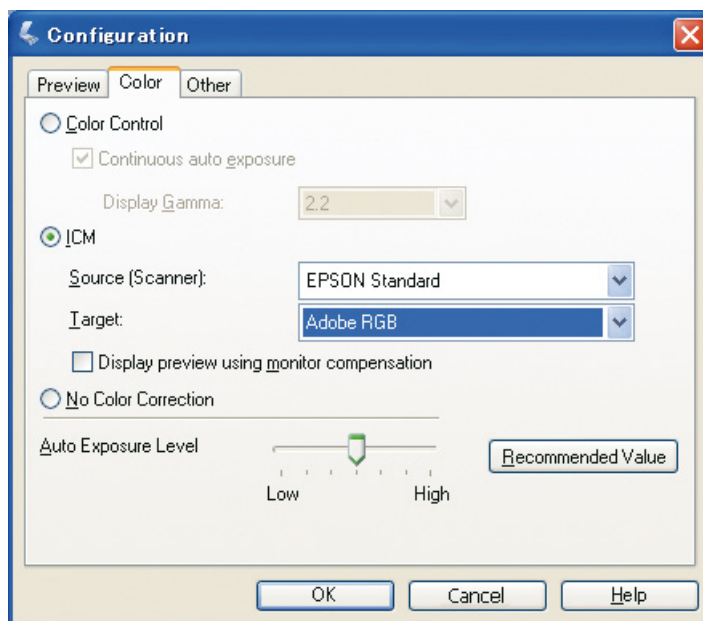 Configuration
Preview Color Other
Color Control
Continuous auto exposure
Display Gamma: 2.2
ICM
Source (Scanner): EPSON Standard
Target: Adobe RGB
Display preview using monitor compensation
No Color Correction
Auto Exposure Level
Recommended Value
Low High
OK Cancel Help